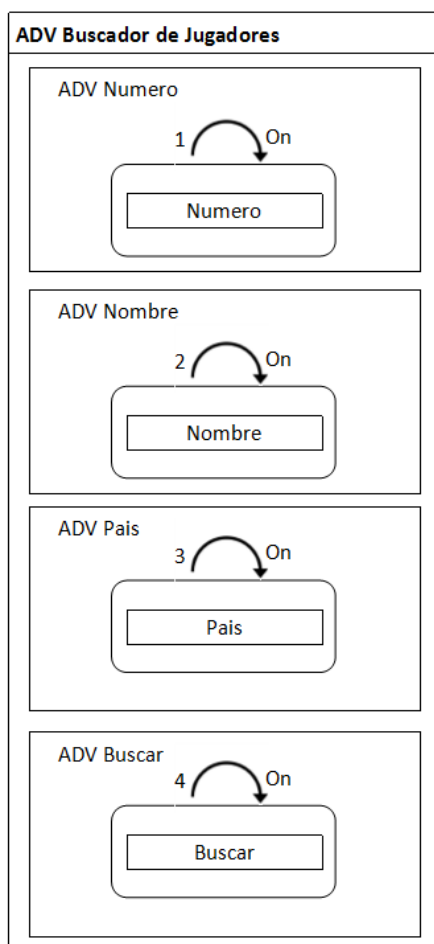 ADV Buscador de Jugadores
ADV Numero
1 On
Numero
ADV Nombre
2 On
Nombre
ADV Pais
3 On
Pais
ADV Buscar
4 On
Buscar